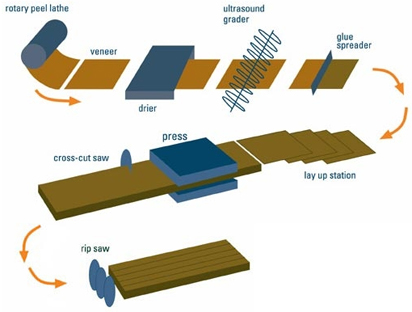 rotary peel lathe
veneer
drier
ultrasound
grader
glue
spreader
cross-cut saw
press
lay up station
rip saw